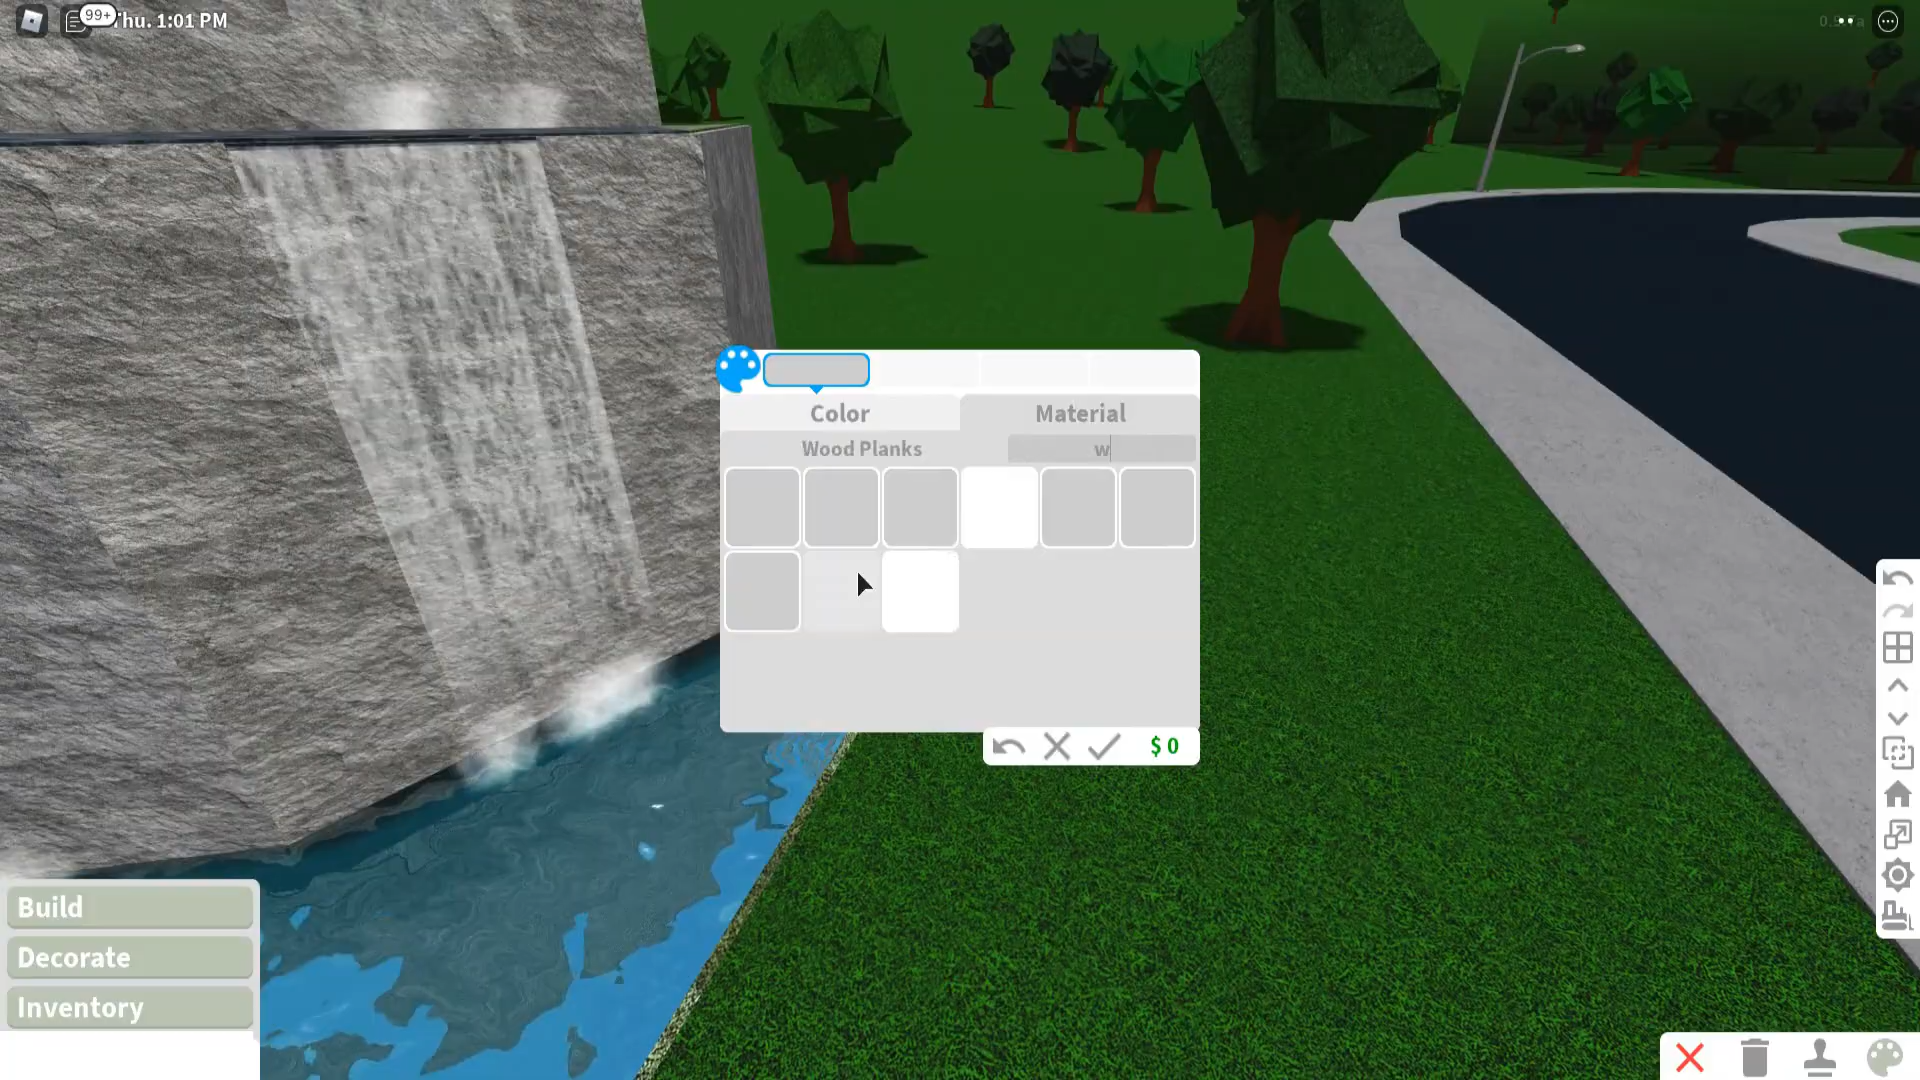 99+
Thu. 1:01 PM
Color
Material
Wood Planks
w
$ 0
Build
Decorate
Inventory